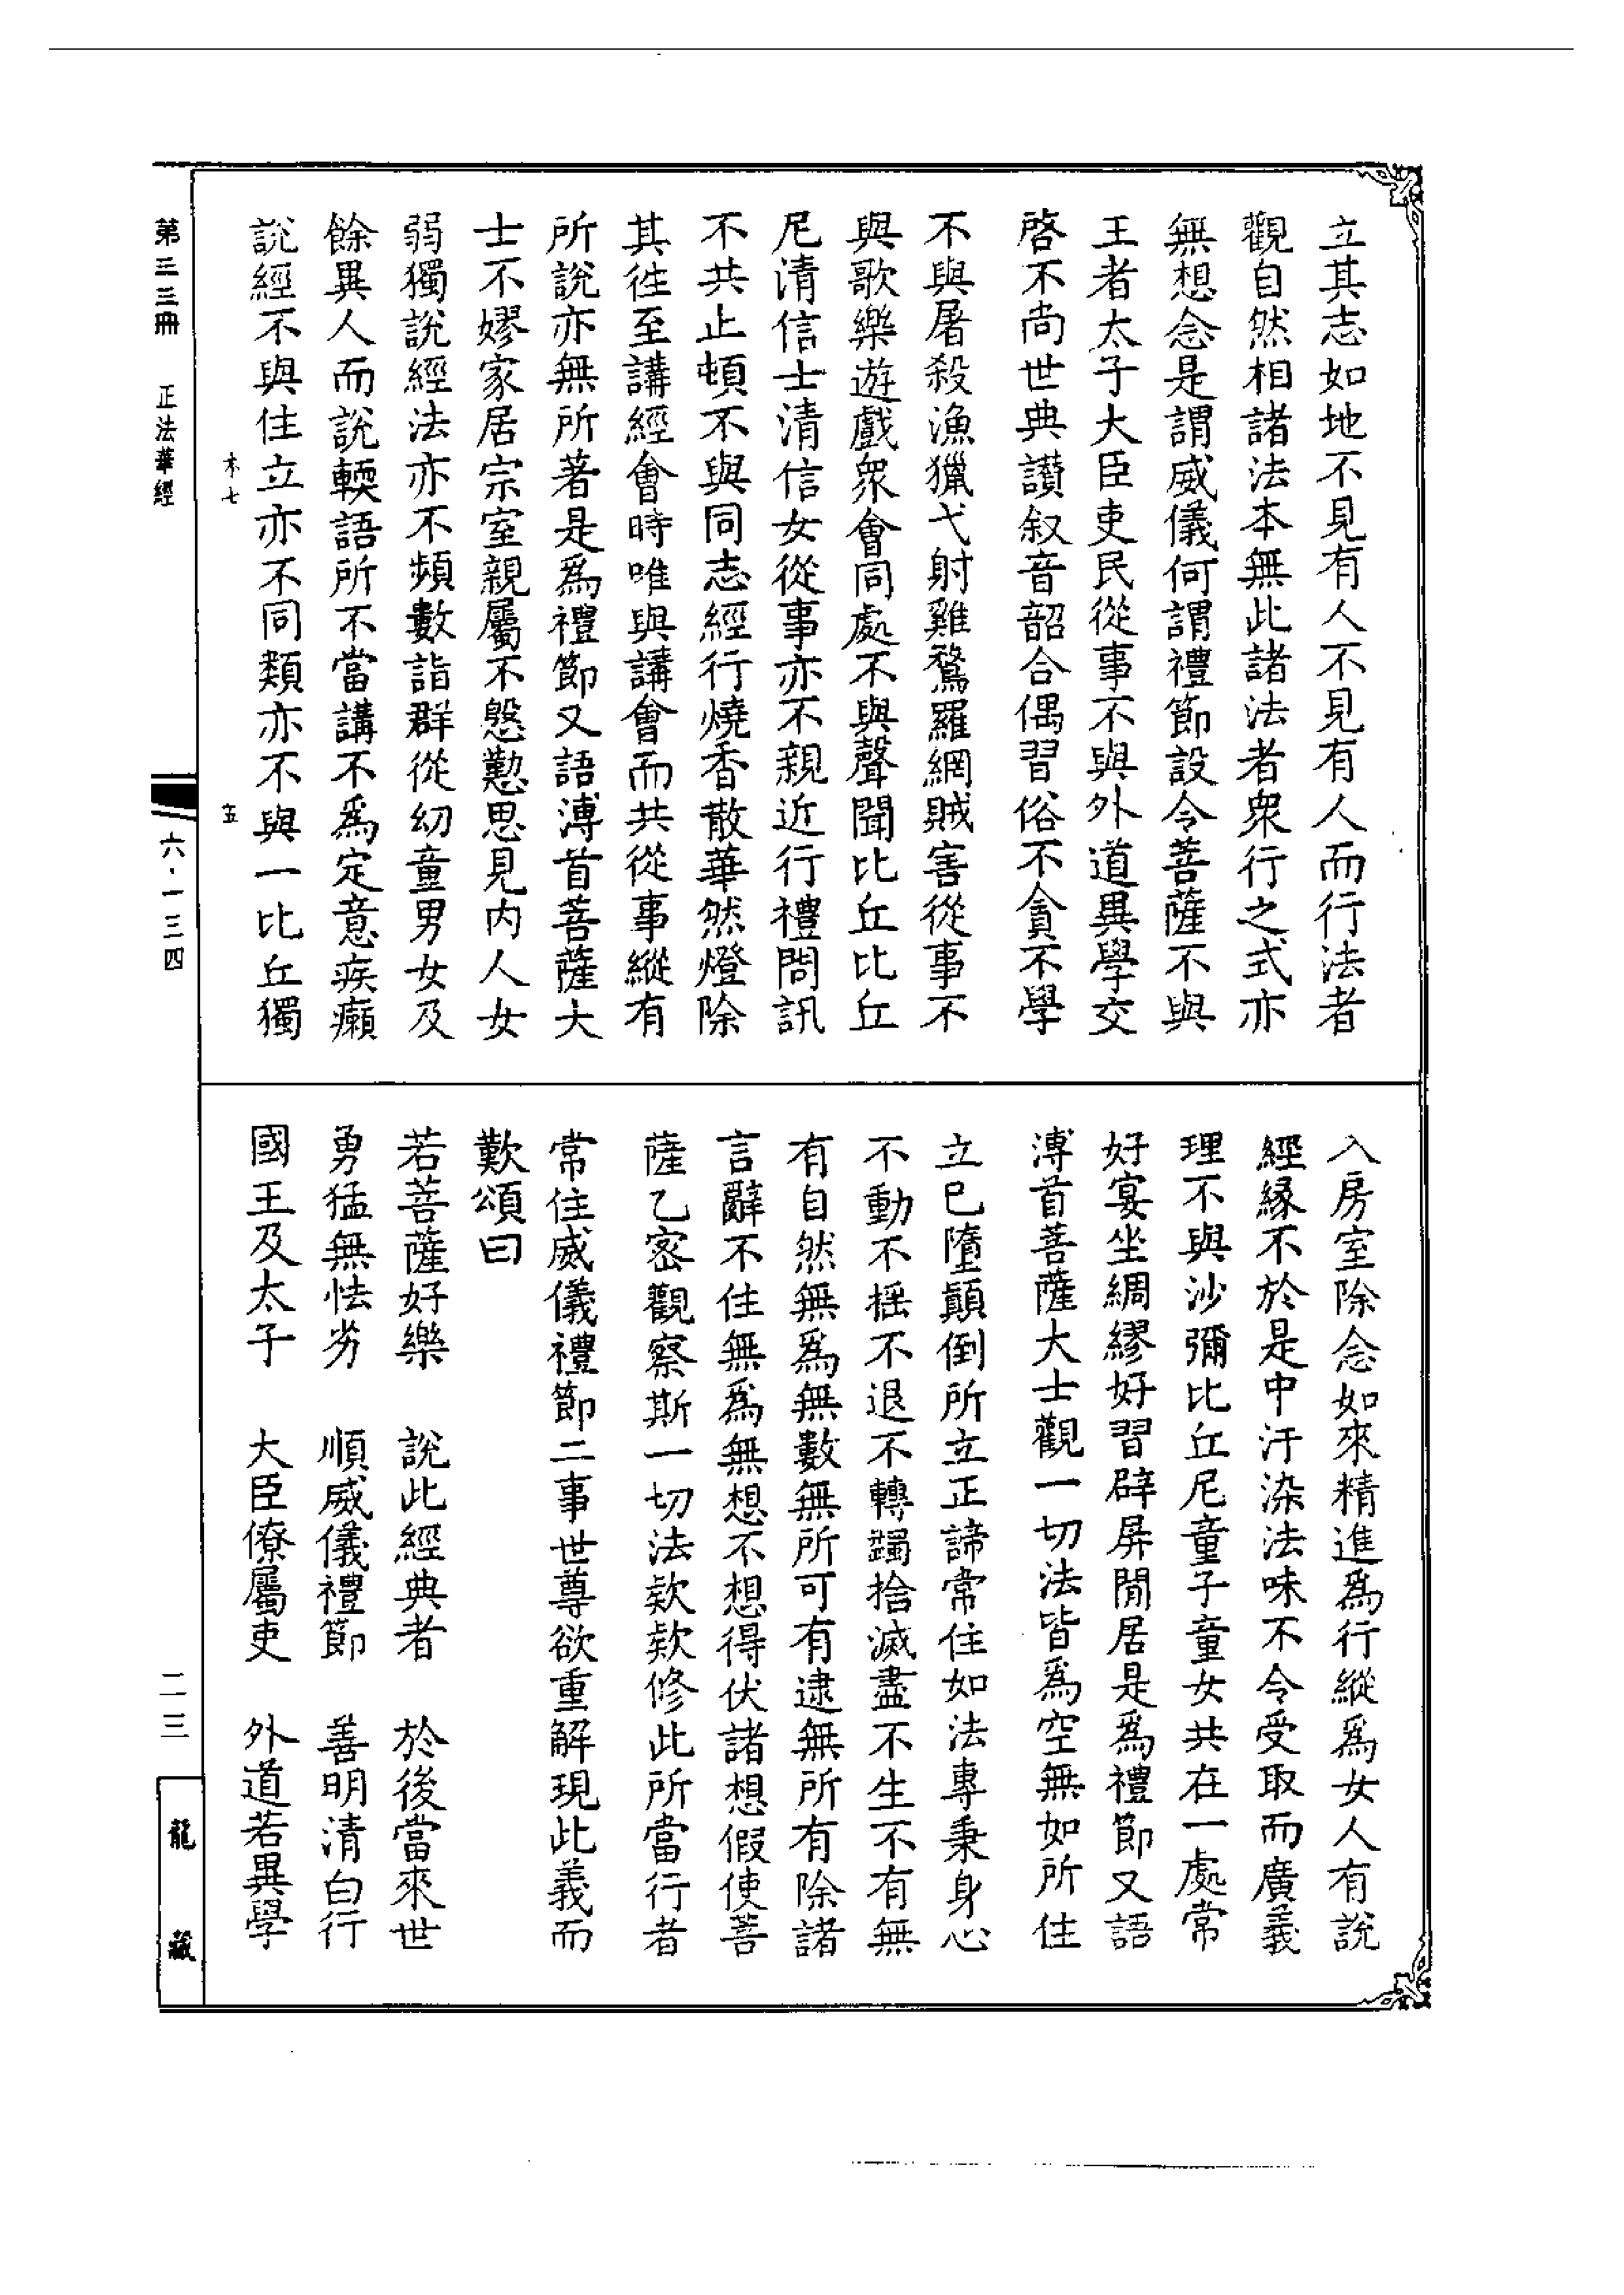 立其志如地不見有人不見有人而行法者
觀自然相諸法本無此諸法者衆行之式亦
無想念是謂威儀何謂禮節設令菩薩不與
王者太子大臣吏民從事不與外道異學交
啓不尚世典讚叙音韶合偶習俗不貪不學
不與屠殺漁獵弋射雞鶩羅網賊害從事不
與歌樂遊戲衆會同處不與聲聞比丘比丘
尼清信士清信女從事亦不親近行禮問訊
不共止頓不與同志經行燒香散華然燈除
其徃至講經會時唯與講會而共從事縱有
所說亦無所著是爲禮節又語溥首菩薩大
士不嫪家居宗室親屬不慇懃思見内人女
弱獨說經法亦不頻數詣群從幼童男女及
餘異人而說輭語所不當講不爲定意疾癩
說經不與住立亦不同類亦不與一比丘獨
入房室除念如來精進爲行縱爲女人有說
經縁不於是中汙染法味不令受取而廣義
理不與沙彌比丘尼童子童女共在一處常
好宴坐綢繆好習辟屏閒居是爲禮節又語
溥首菩薩大士觀一切法皆爲空無如所住
立已墮顚倒所立正諦常住如法專秉身心
不動不搖不退不轉蠲捨滅盡不生不有無
有自然無爲無數無所可有逮無所有除諸
言辭不住無爲無想不想得伏諸想假使菩
薩乙密觀察斯一切法欵欵修此所當行者
常住威儀禮節二事世尊欲重解現此義而
歎頌曰
若菩薩好樂　說此經典者　於後當來世
勇猛無怯劣　順威儀禮節　善明清白行
國王及太子　大臣僚屬吏　外道若異學
第三三冊　正法華經
木七　五
六·一三四
二三
龍藏